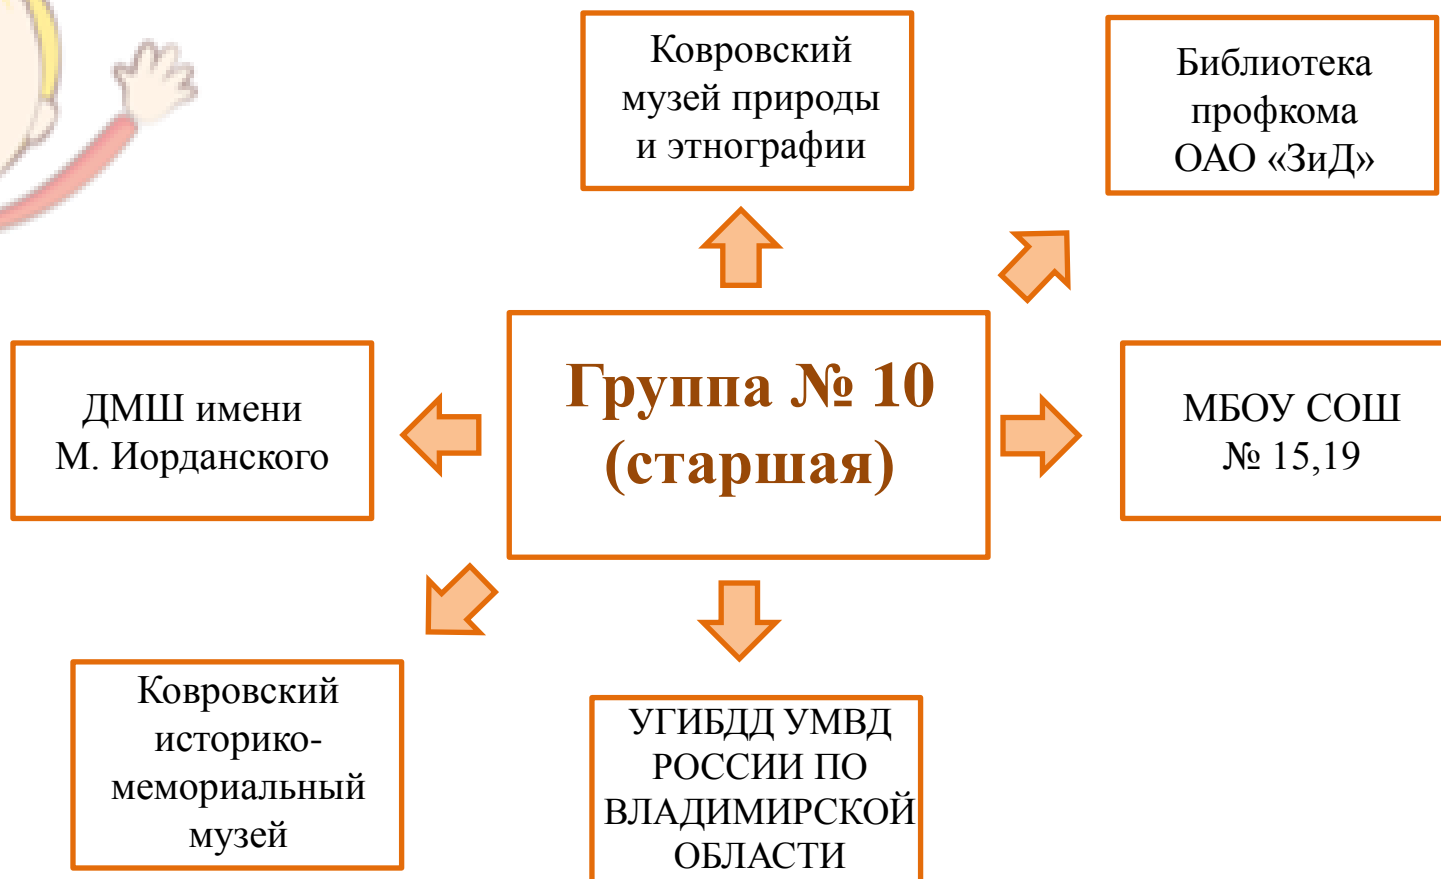 Ковровский
музей природы
и этнографии
Библиотека
профкома
ОАО «ЗиД»
ДМШ имени
М. Иорданского
Группа № 10
(старшая)
МБОУ СОШ
№ 15,19
Ковровский
историко-
мемориальный
музей
УГИБДД УМВД
РОССИИ ПО
ВЛАДИМИРСКОЙ
ОБЛАСТИ